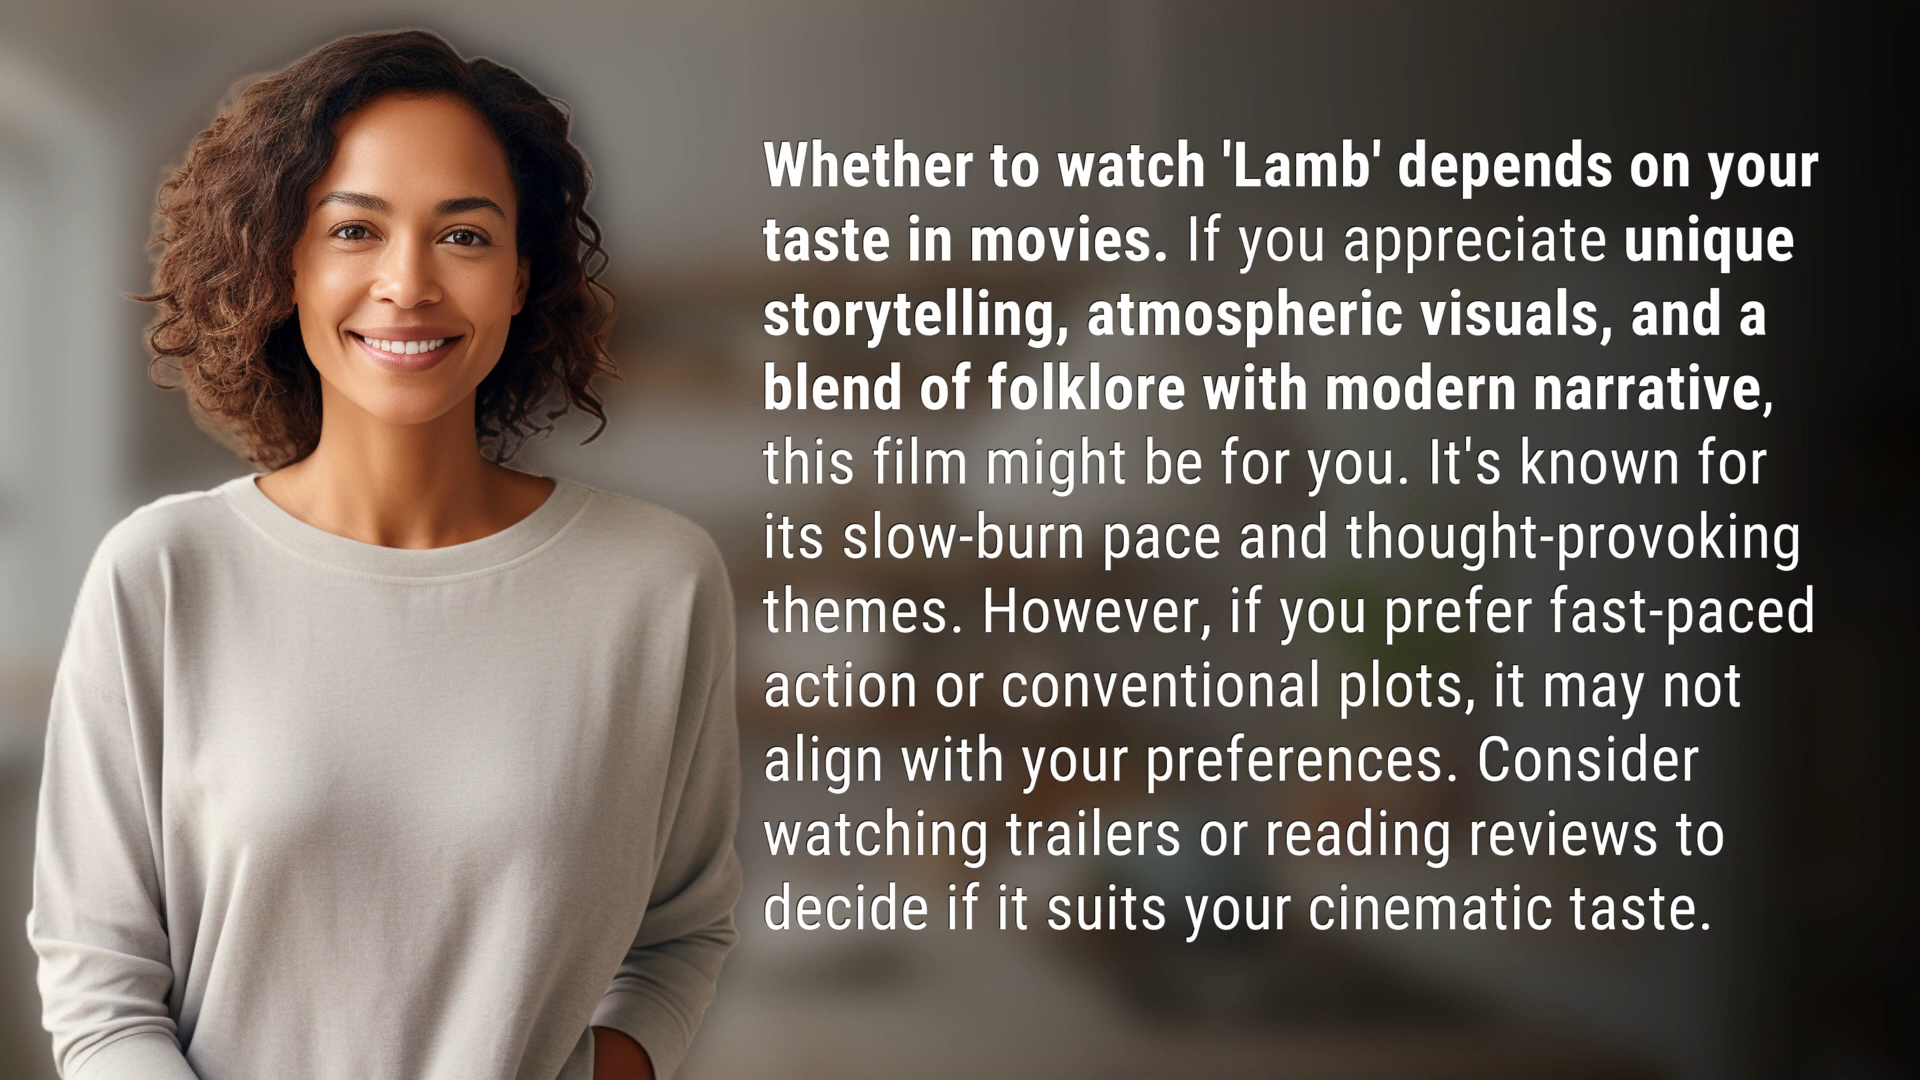 Whether to watch 'Lamb' depends on your
taste in movies. If you appreciate unique
storytelling, atmospheric visuals, and a
blend of folklore with modern narrative,
this film might be for you. It's known for
its slow-burn pace and thought-provoking
themes. However, if you prefer fast-paced
action or conventional plots, it may not
align with your preferences. Consider
watching trailers or reading reviews to
decide if it suits your cinematic taste.